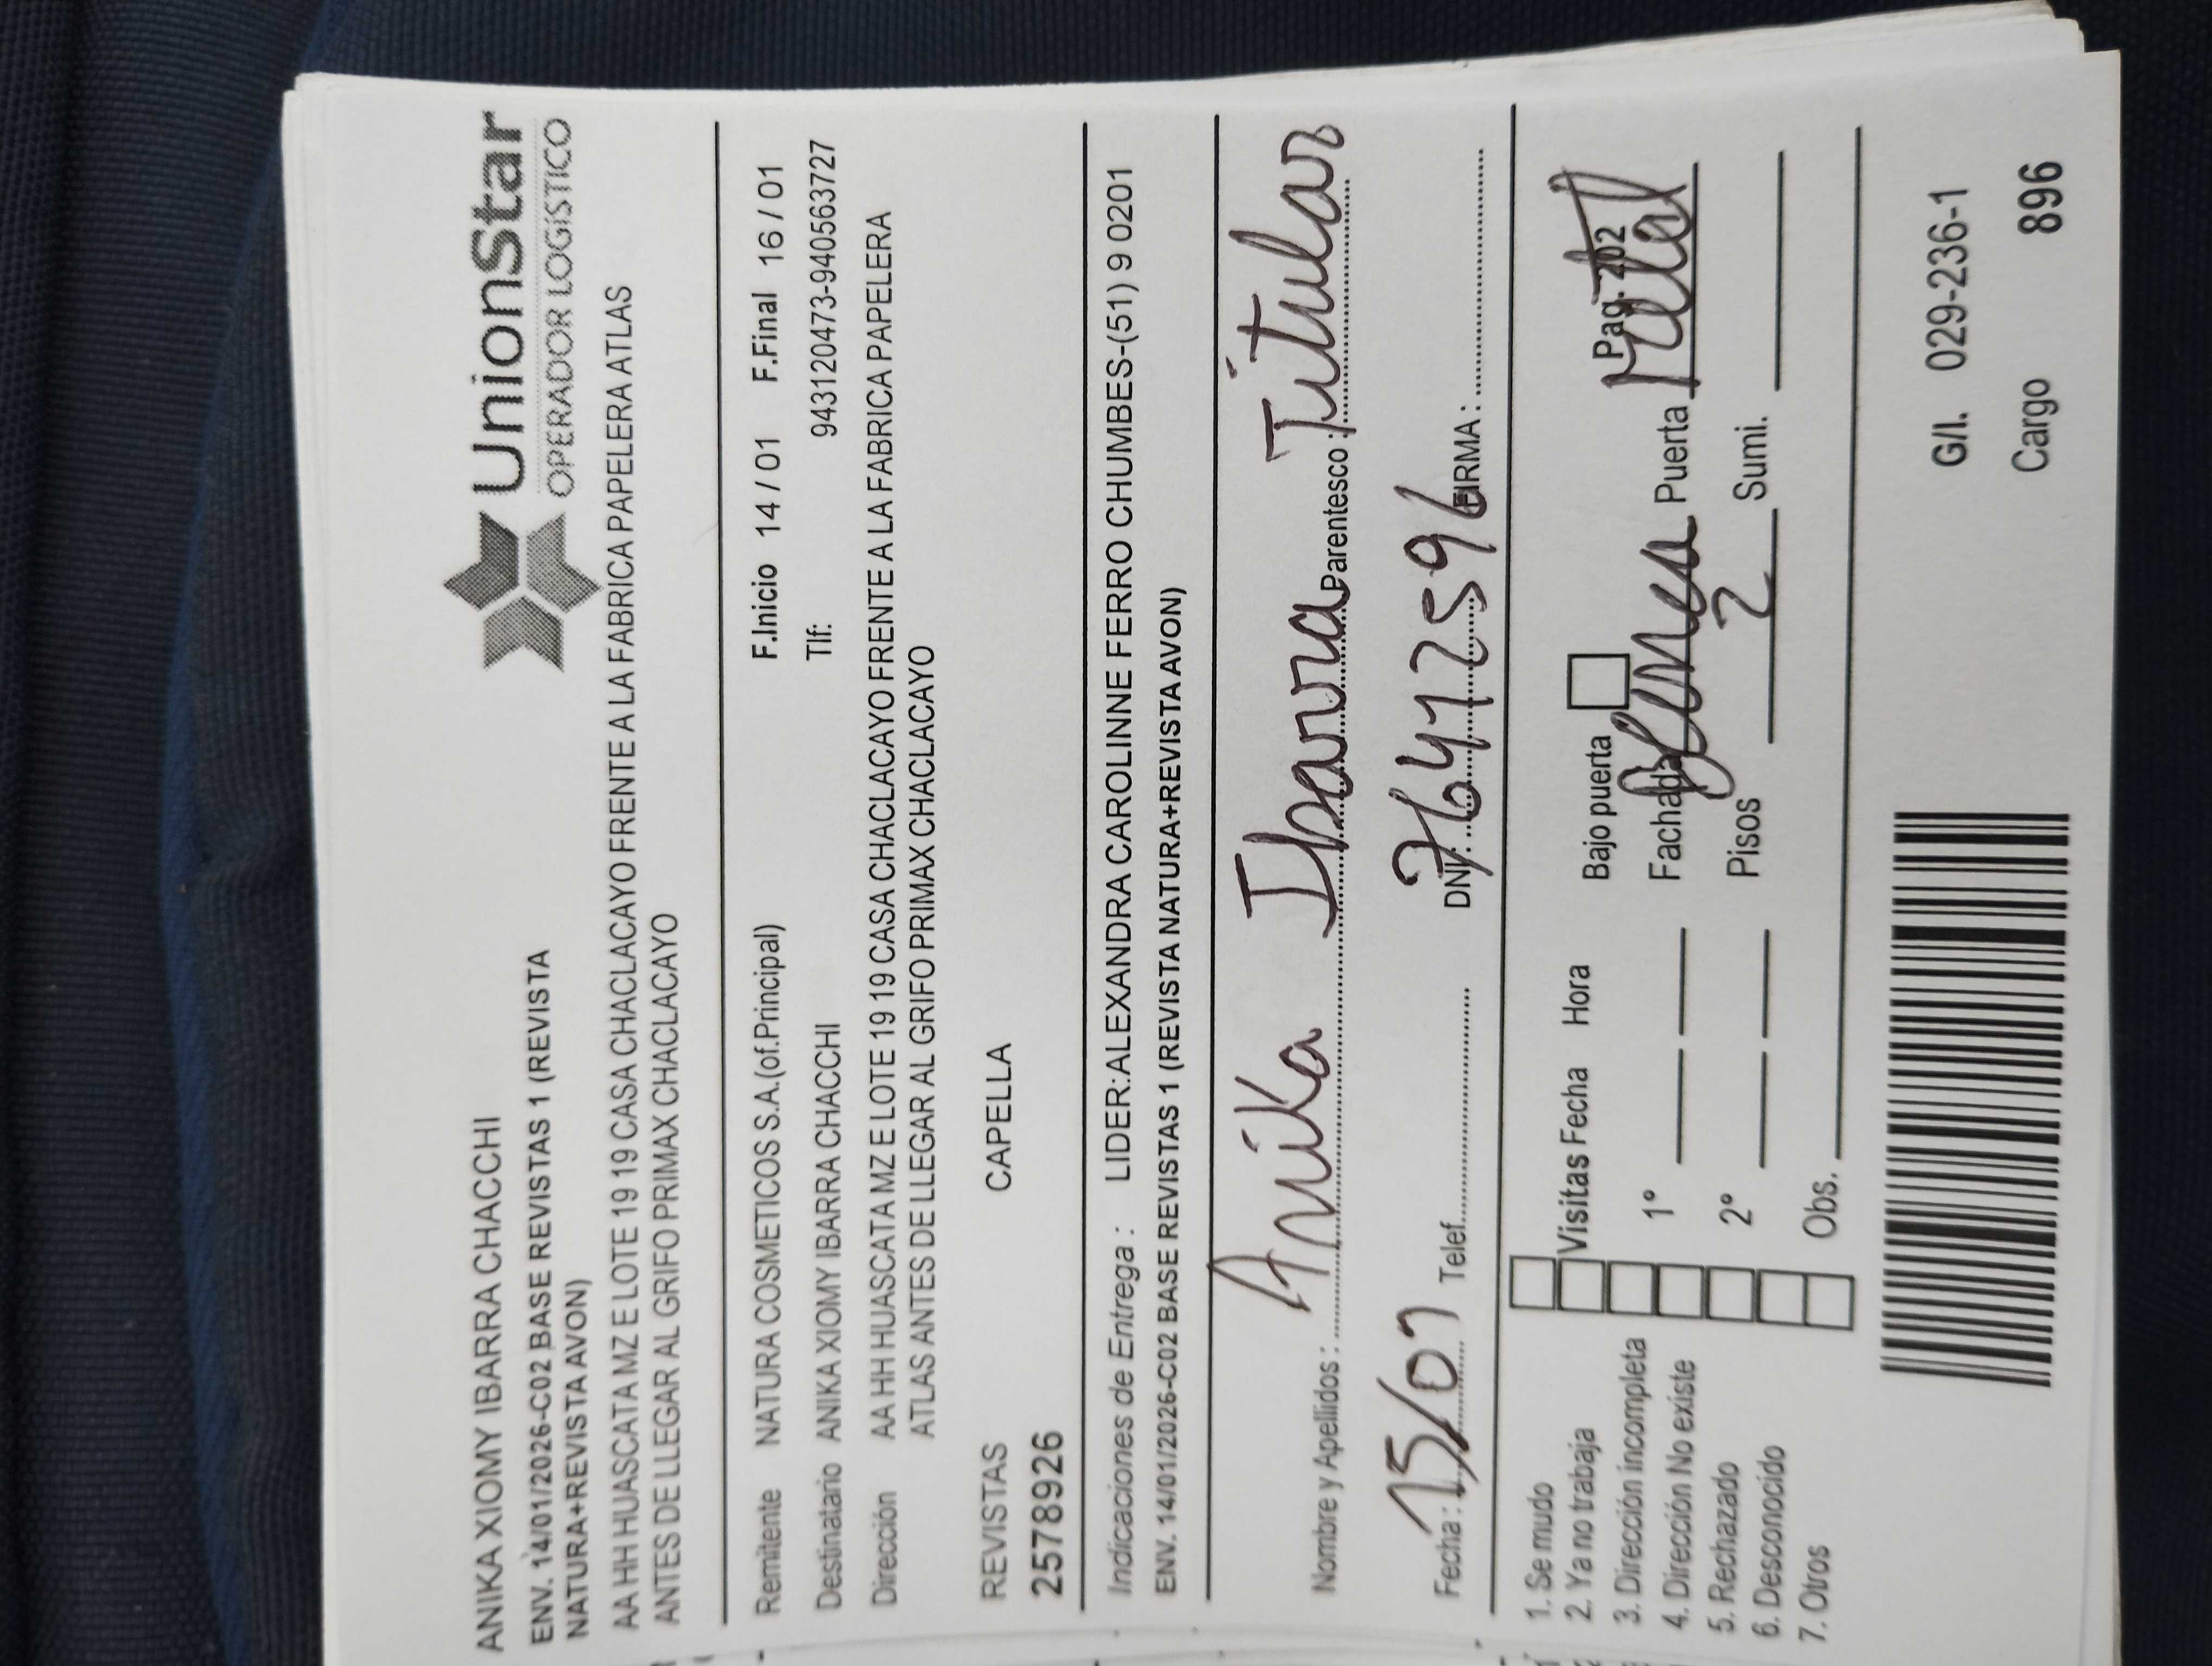 UnionStar
OPERADOR LOGíSTICO
ANIKA XIOMY IBARRA CHACCHI
ENV. 14/01/2026-C02 BASE REVISTAS 1 (REVISTA
NATURA+REVISTA AVON)
AA HH HUASCATA MZ E LOTE 19 19 CASA CHACLACAYO FRENTE A LA FABRICA PAPELERA ATLAS
ANTES DE LLEGAR AL GRIFO PRIMAX CHACLACAYO
Remitente NATURA COSMETICOS S.A.(of.Principal) F.Inicio 14 / 01 F.Final 16 / 01
Destinatario ANIKA XIOMY IBARRA CHACCHI Tlf: 943120473-940563727
Dirección AA HH HUASCATA MZ E LOTE 19 19 CASA CHACLACAYO FRENTE A LA FABRICA PAPELERA
ATLAS ANTES DE LLEGAR AL GRIFO PRIMAX CHACLACAYO
REVISTAS CAPELLA
25789926
Indicaciones de Entrega : LIDER:ALEXANDRA CAROLINNE FERRO CHUMBES-(51) 9 0201
ENV. 14/01/2026-C02 BASE REVISTAS 1 (REVISTA NATURA+REVISTA AVON)
Nombre y Apellidos : Anika Ibarra Parentesco : Titular
Fecha : 15/01 Telef. DNI : 76417596 FIRMA :
1. Se mudo
2. Ya no trabaja
3. Dirección incompleta
4. Dirección No existe
5. Rechazado
6. Desconocido
7. Otros
Visitas Fecha Hora
1º
2º
Obs.
Bajo puerta Pag. 202
Fachada Puerta Metal
Pisos 2 Sumi.
G/I. 029-236-1
Cargo 896